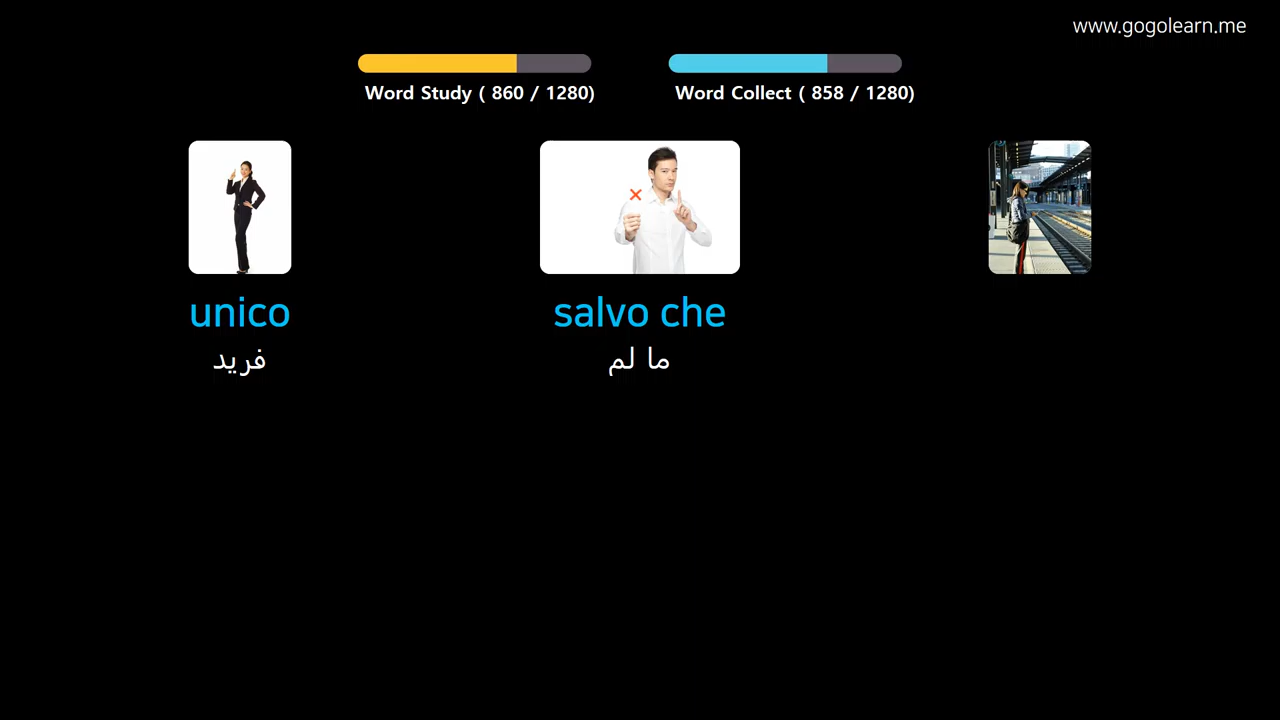 www.gogolearn.me
Word Study ( 860 / 1280)
Word Collect ( 858 / 1280)
unico
فريد
salvo che
ما لم